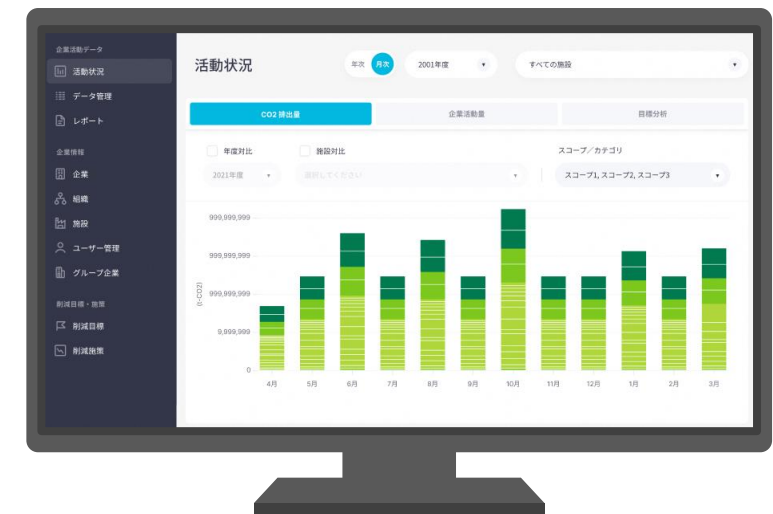 企業活動データ
活動状況
データ管理
レポート
企業情報
企業
組織
施設
ユーザー管理
グループ企業
削減目標・施策
削減目標
削減施策
活動状況
年次 月次 2001年度 すべての施設
CO2 排出量 企業活動量 目標分析
年度対比 施設対比 スコープ/カテゴリ
2021年度 選択してください スコープ1, スコープ2, スコープ3
(t-CO2)
999,999,999
999,999,999
999,999,999
9,999,999
0
4月 5月 6月 7月 8月 9月 10月 11月 12月 1月 2月 3月